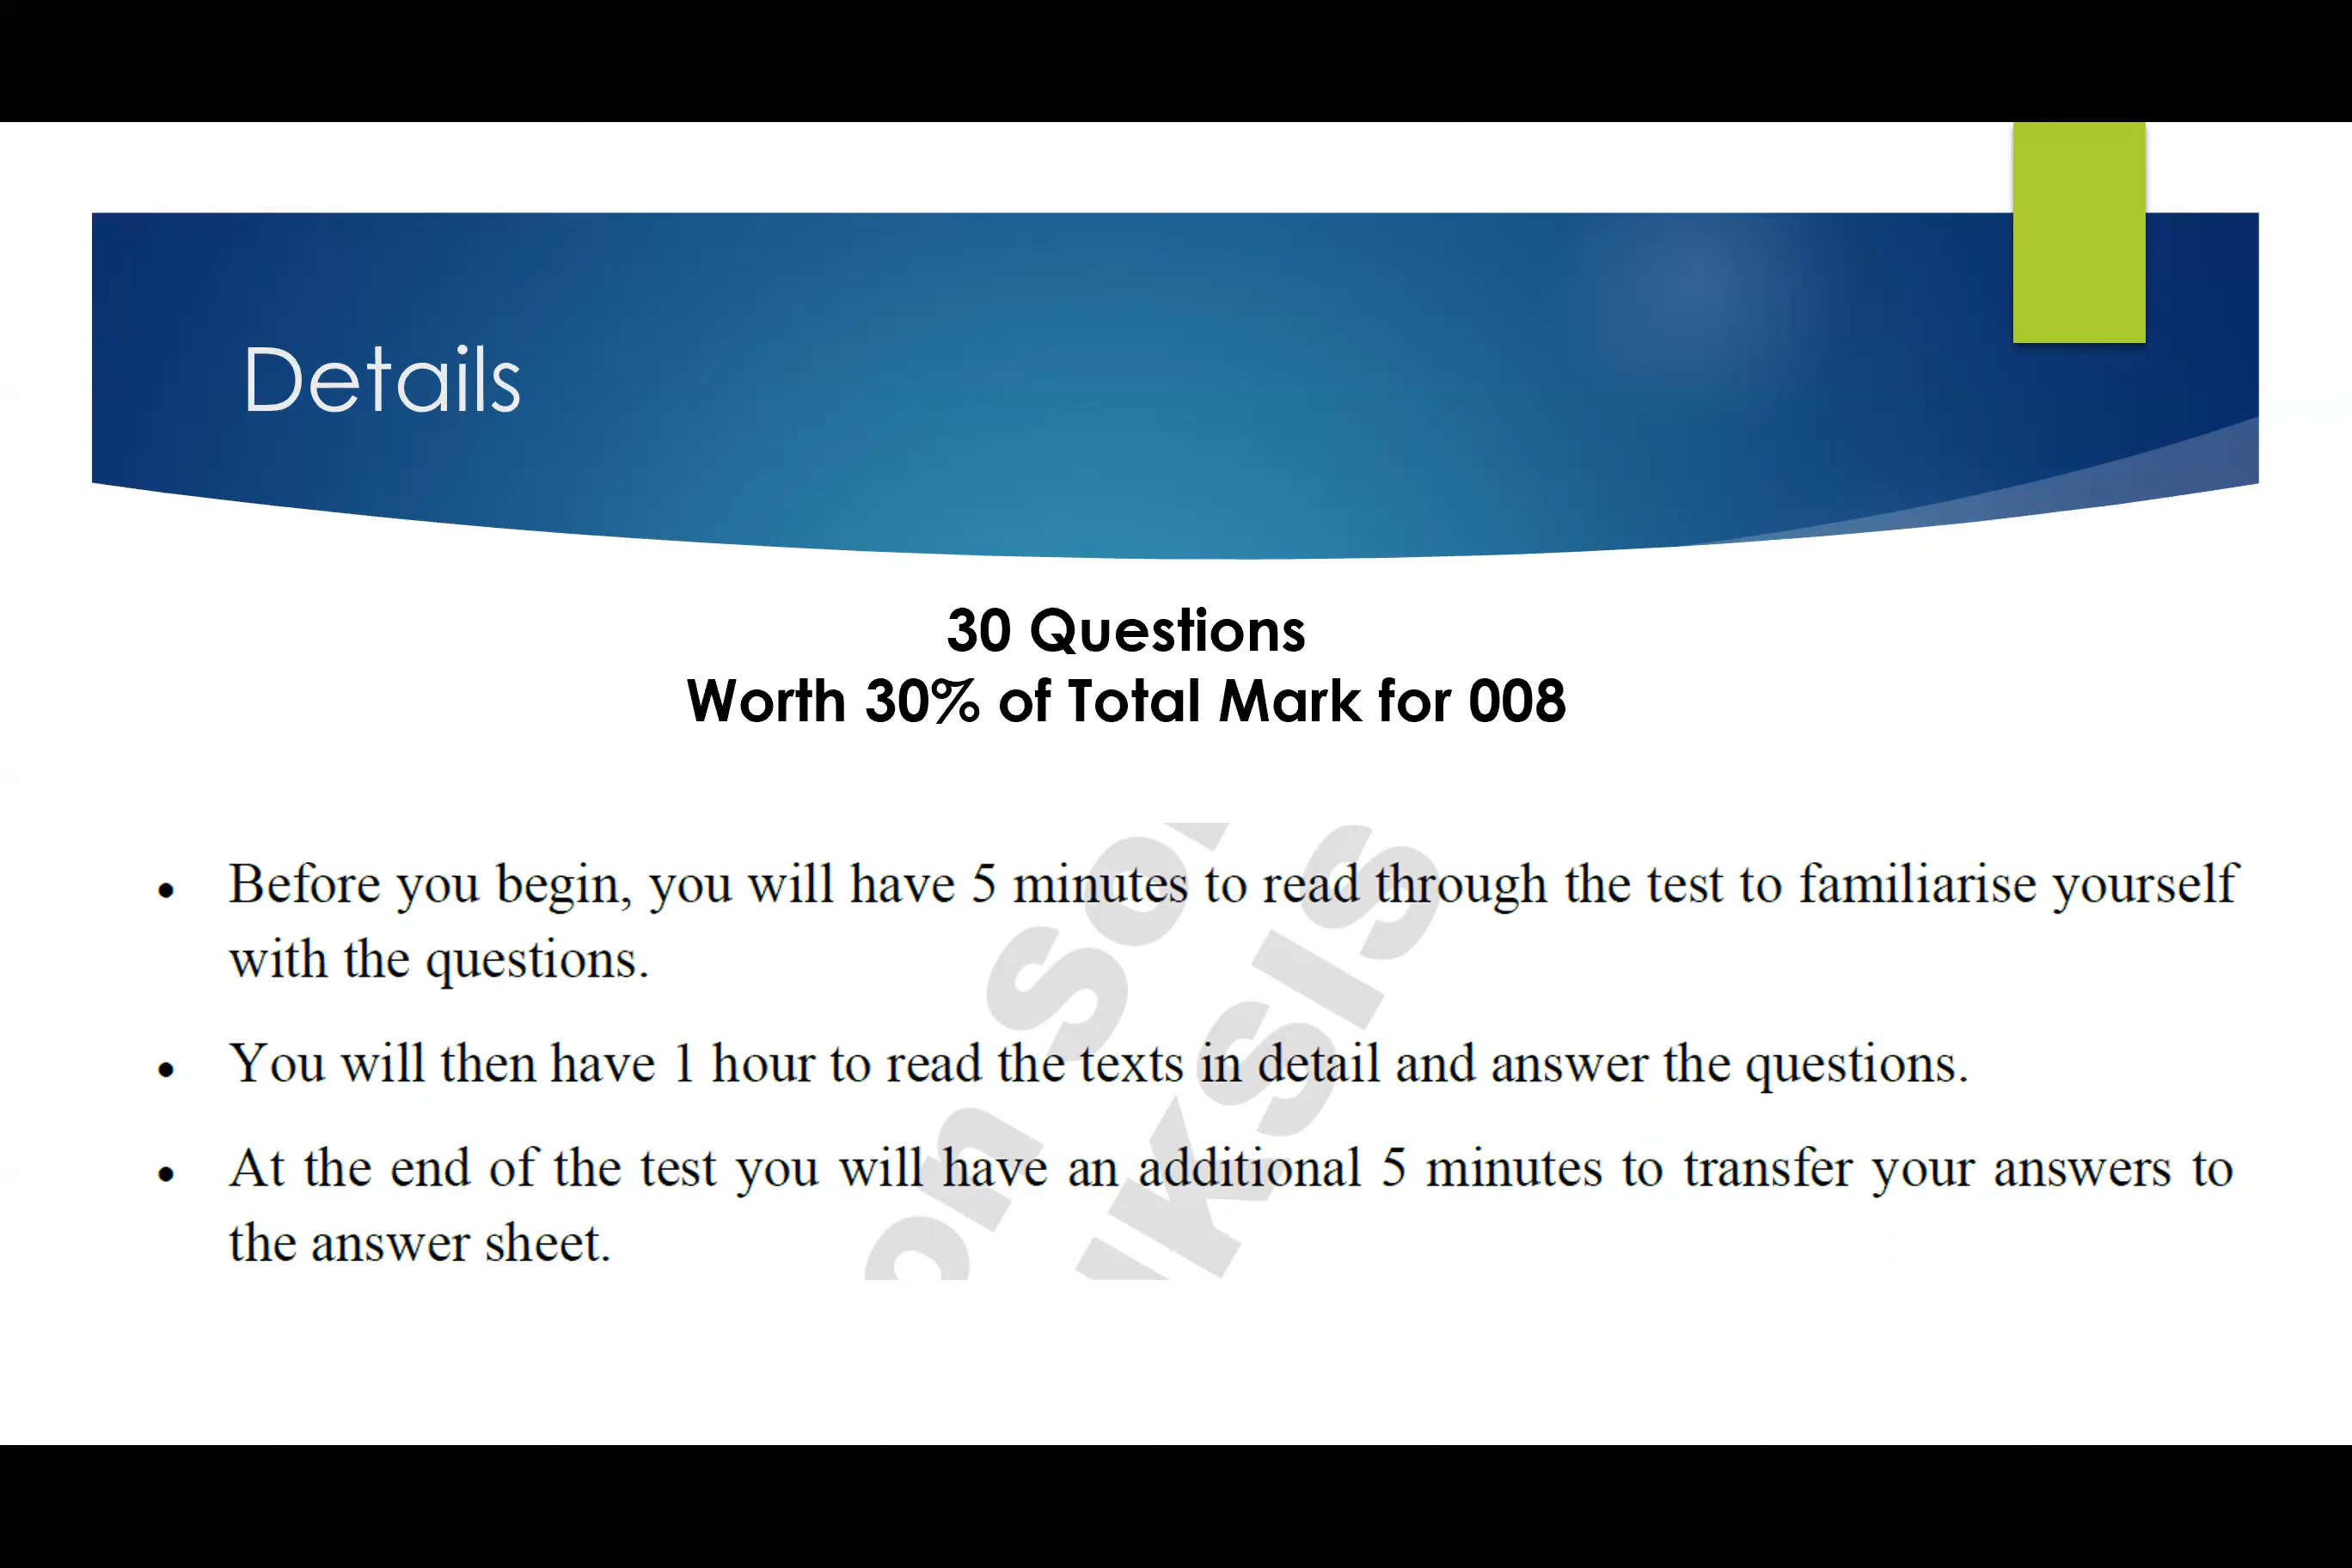 Details
30 Questions
Worth 30% of Total Mark for 008
• Before you begin, you will have 5 minutes to read through the test to familiarise yourself
with the questions.
• You will then have 1 hour to read the texts in detail and answer the questions.
• At the end of the test you will have an additional 5 minutes to transfer your answers to
the answer sheet.